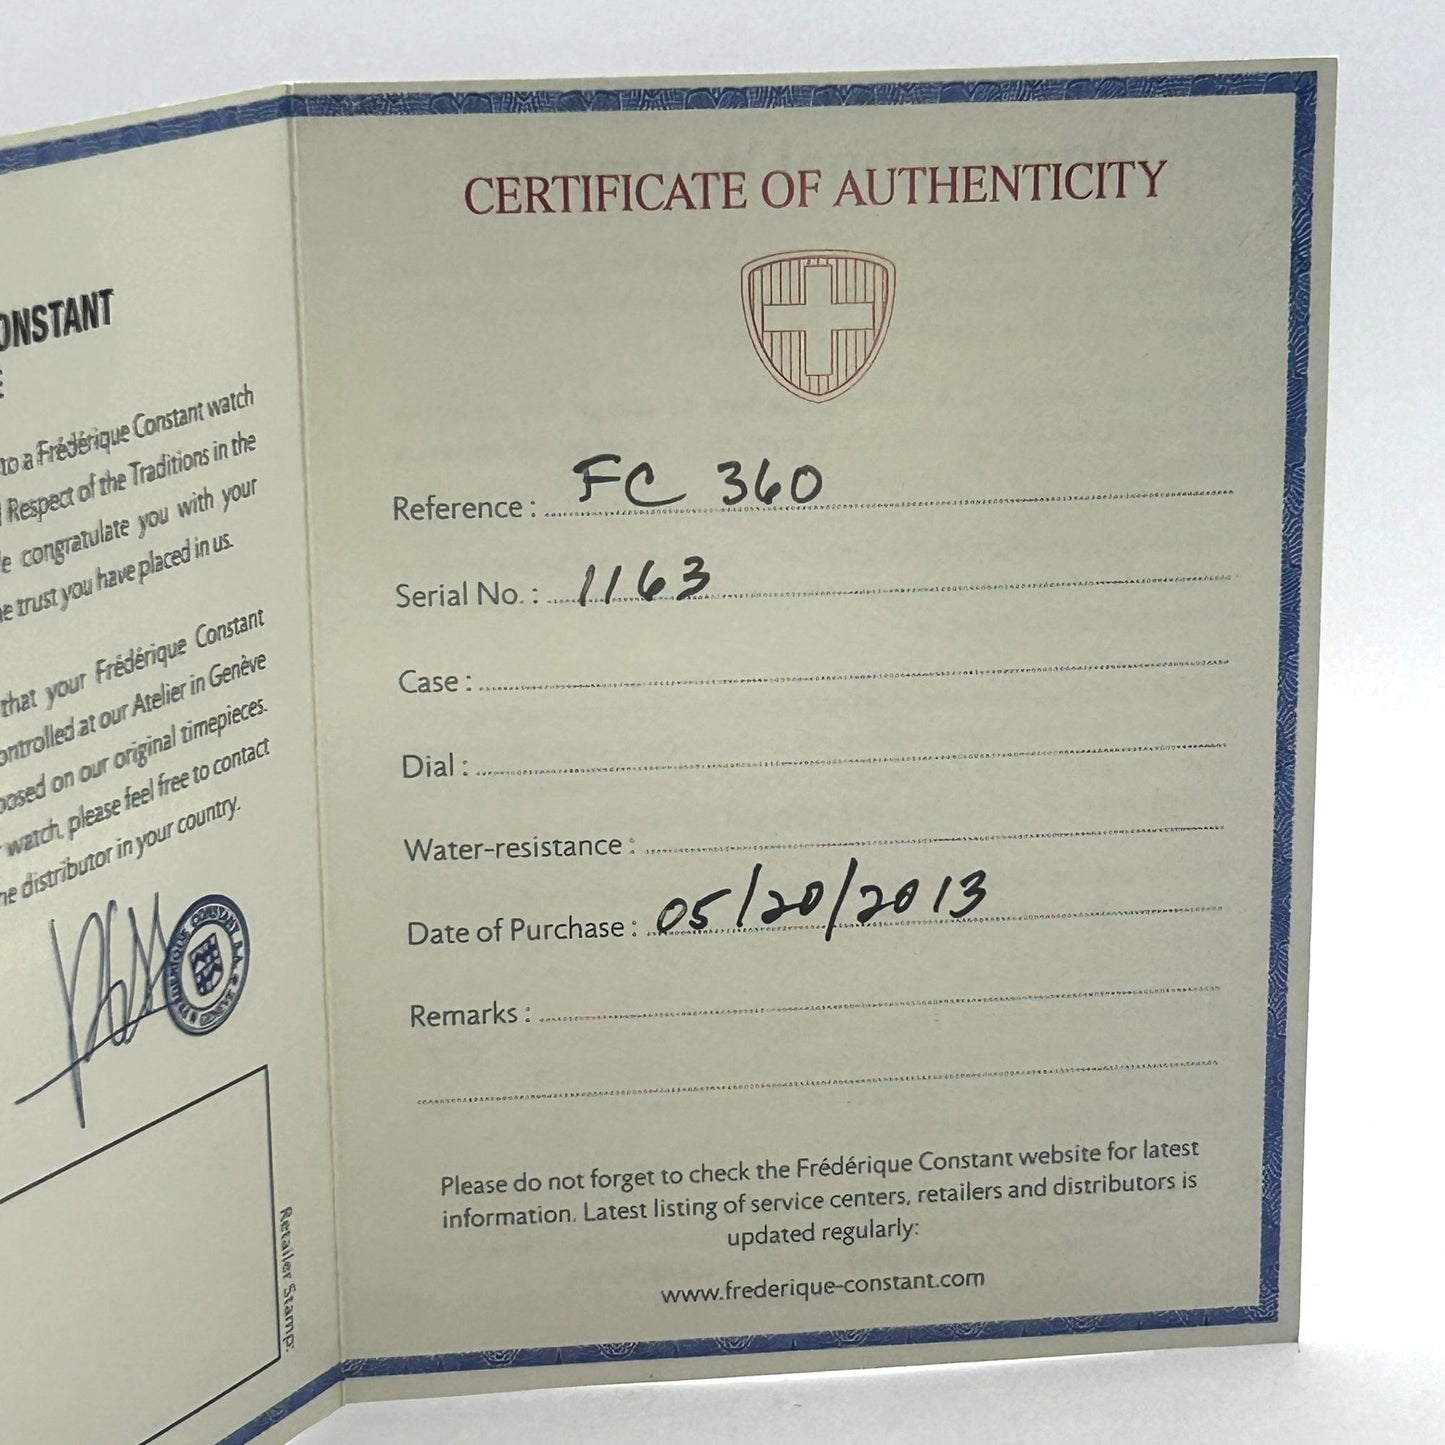 ONSTANT
E
to a Frédérique Constant watch
Respect of the Traditions in the
e congratulate you with your
e trust you have placed in us.
that your Frédérique Constant
ontrolled at our Atelier in Genève
posed on our original timepieces.
watch, please feel free to contact
he distributor in your country.
Retailer Stamp:
CERTIFICATE OF AUTHENTICITY
Reference : FC 360
Serial No. : 1163
Case :
Dial :
Water-resistance :
Date of Purchase : 05/20/2013
Remarks :
Please do not forget to check the Frédérique Constant website for latest
information. Latest listing of service centers, retailers and distributors is
updated regularly:
www.frederique-constant.com